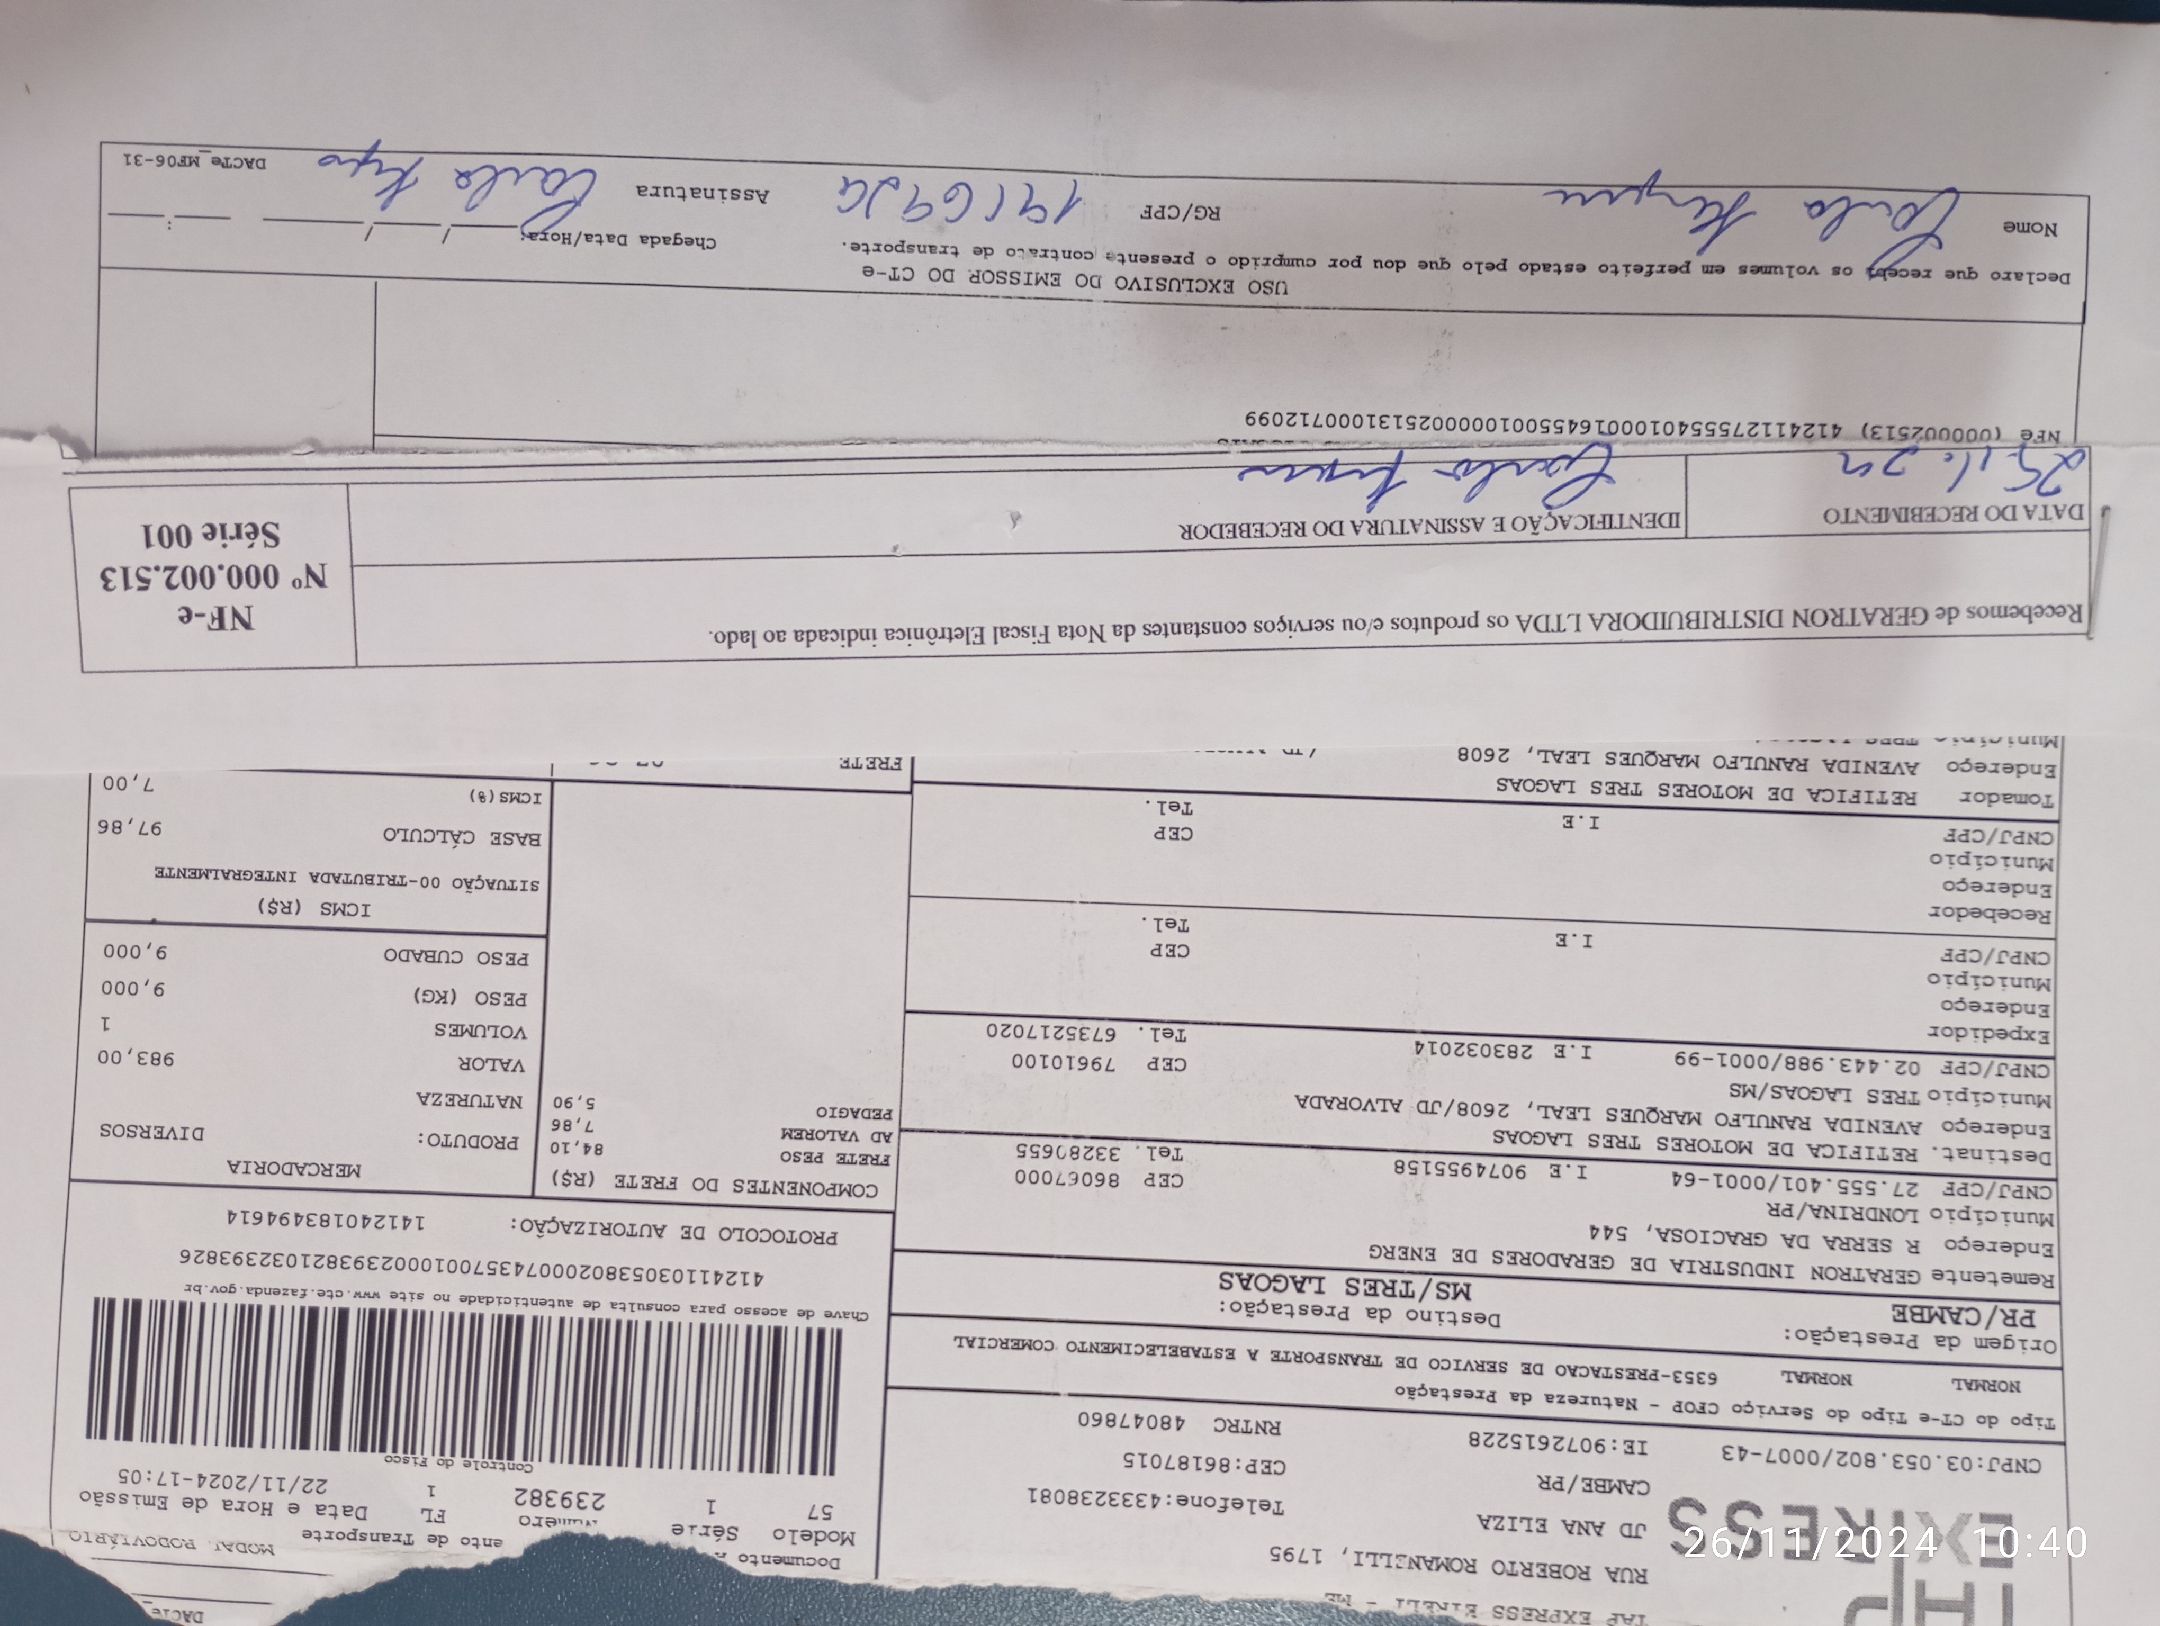 26/11/2024 10:40
DACTE
TAP
EXPRESS
TAP EXPRESS EIRELI - ME
RUA ROBERTO ROMANELLI, 1795
JD ANA ELIZA Telefone:4333238081
CAMBE/PR CEP:86187015
CNPJ:03.053.802/0007-43 IE:9072615228 RNTRC 48047860
Documento ento de Transporte MODAL RODOVIÁRIO
Modelo Série Número FL Data e Hora de Emissão
57 1 239382 1 22/11/2024-17:05
Controle do Fisco
Tipo do CT-e Tipo do Serviço CFOP - Natureza da Prestação
NORMAL NORMAL 6353-PRESTACAO DE SERVICO DE TRANSPORTE A ESTABELECIMENTO COMERCIAL
Origem da Prestação: Destino da Prestação:
PR/CAMBE MS/TRES LAGOAS
Chave de acesso para consulta de autenticidade no site www.cte.fazenda.gov.br
41241103053802000743570010002393821032393826
PROTOCOLO DE AUTORIZAÇÃO: 141240183494614
Remetente GERATRON INDUSTRIA DE GERADORES DE ENERG
Endereço R SERRA DA GRACIOSA, 544
Município LONDRINA/PR CEP 86067000
CNPJ/CPF 27.555.401/0001-64 I.E 9074955158 Tel. 33280655
Destinat. RETIFICA DE MOTORES TRES LAGOAS
Endereço AVENIDA RANULFO MARQUES LEAL, 2608/JD ALVORADA
Município TRES LAGOAS/MS CEP 79610100
CNPJ/CPF 02.443.988/0001-99 I.E 283032014 Tel. 6735217020
Expedidor
Endereço
Município CEP
CNPJ/CPF I.E Tel.
Recebedor
Endereço
Município CEP
CNPJ/CPF I.E Tel.
Tomador RETIFICA DE MOTORES TRES LAGOAS
Endereço AVENIDA RANULFO MARQUES LEAL, 2608
Município TRES
COMPONENTES DO FRETE (R$)
FRETE PESO 84,10
AD VALOREM 7,86
PEDAGIO 5,90
FRETE
MERCADORIA
PRODUTO: DIVERSOS
NATUREZA
VALOR 983,00
VOLUMES 1
PESO (KG) 9,000
PESO CUBADO 9,000
ICMS (R$)
SITUAÇÃO 00-TRIBUTADA INTEGRALMENTE
BASE CÁLCULO 97,86
ICMS(%) 7,00
Recebemos de GERATRON DISTRIBUIDORA LTDA os produtos e/ou serviços constantes da Nota Fiscal Eletrônica indicada ao lado.
NF-e
Nº 000.002.513
Série 001
DATA DO RECEBIMENTO IDENTIFICAÇÃO E ASSINATURA DO RECEBEDOR
25.11.24
NFe (000002513) 41241127555401000164550010000025131000712099
USO EXCLUSIVO DO EMISSOR DO CT-e
Declaro que recebi os volumes em perfeito estado pelo que dou por cumprido o presente contrato de transporte.
Chegada Data/Hora: / / :
Nome RG/CPF Assinatura
DACTe_MF06-31